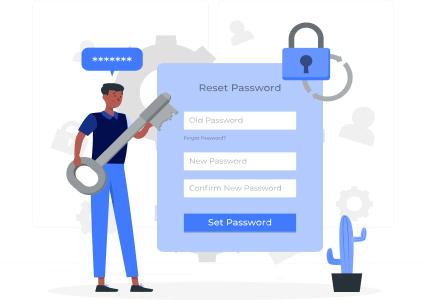 *******
Reset Password
Old Password
Forgot Password?
New Password
Confirm New Password
Set Password